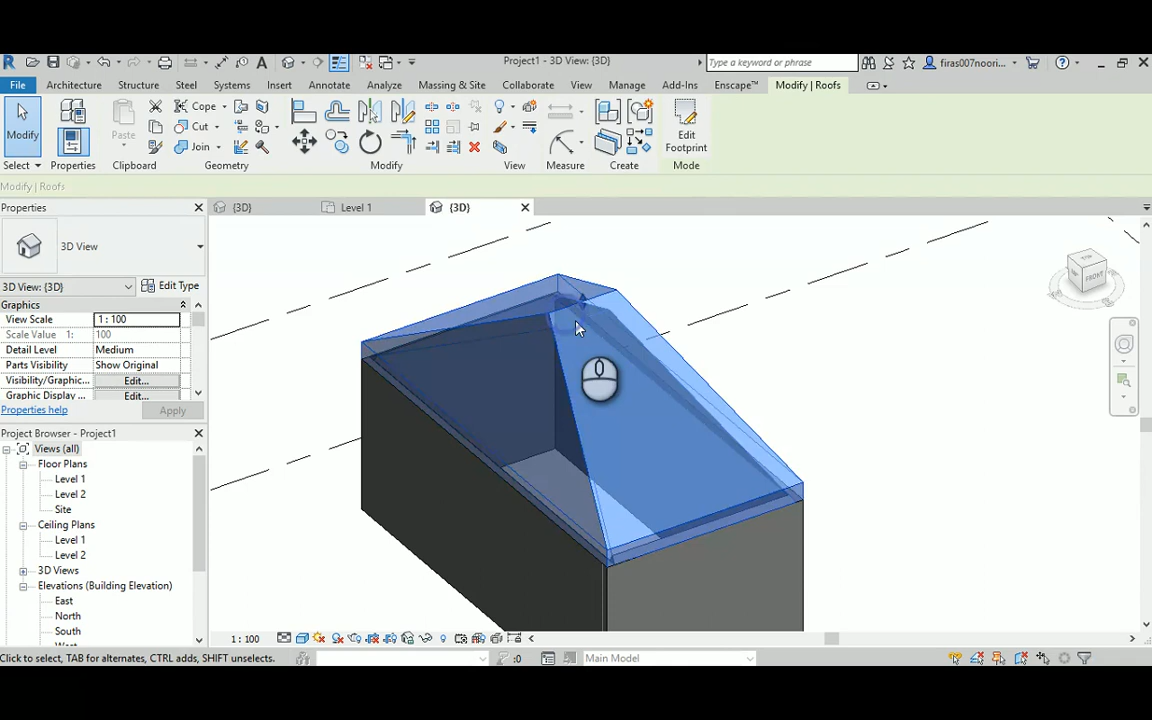 Project1 - 3D View: {3D}
Type a keyword or phrase
firas007noori...
File Architecture Structure Steel Systems Insert Annotate Analyze Massing & Site Collaborate View Manage Add-Ins Enscape™ Modify | Roofs
Modify
Paste
Cope
Cut
Join
Edit
Footprint
Select Properties Clipboard Geometry Modify View Measure Create Mode
Modify | Roofs
Properties
{3D}
Level 1
{3D}
3D View
3D View: {3D}
Edit Type
Graphics
View Scale 1 : 100
Scale Value 1: 100
Detail Level Medium
Parts Visibility Show Original
Visibility/Graphic... Edit...
Graphic Display ... Edit...
Properties help
Apply
Project Browser - Project1
Views (all)
Floor Plans
Level 1
Level 2
Site
Ceiling Plans
Level 1
Level 2
3D Views
Elevations (Building Elevation)
East
North
South
FRONT
1 : 100
Click to select, TAB for alternates, CTRL adds, SHIFT unselects.
:0
Main Model